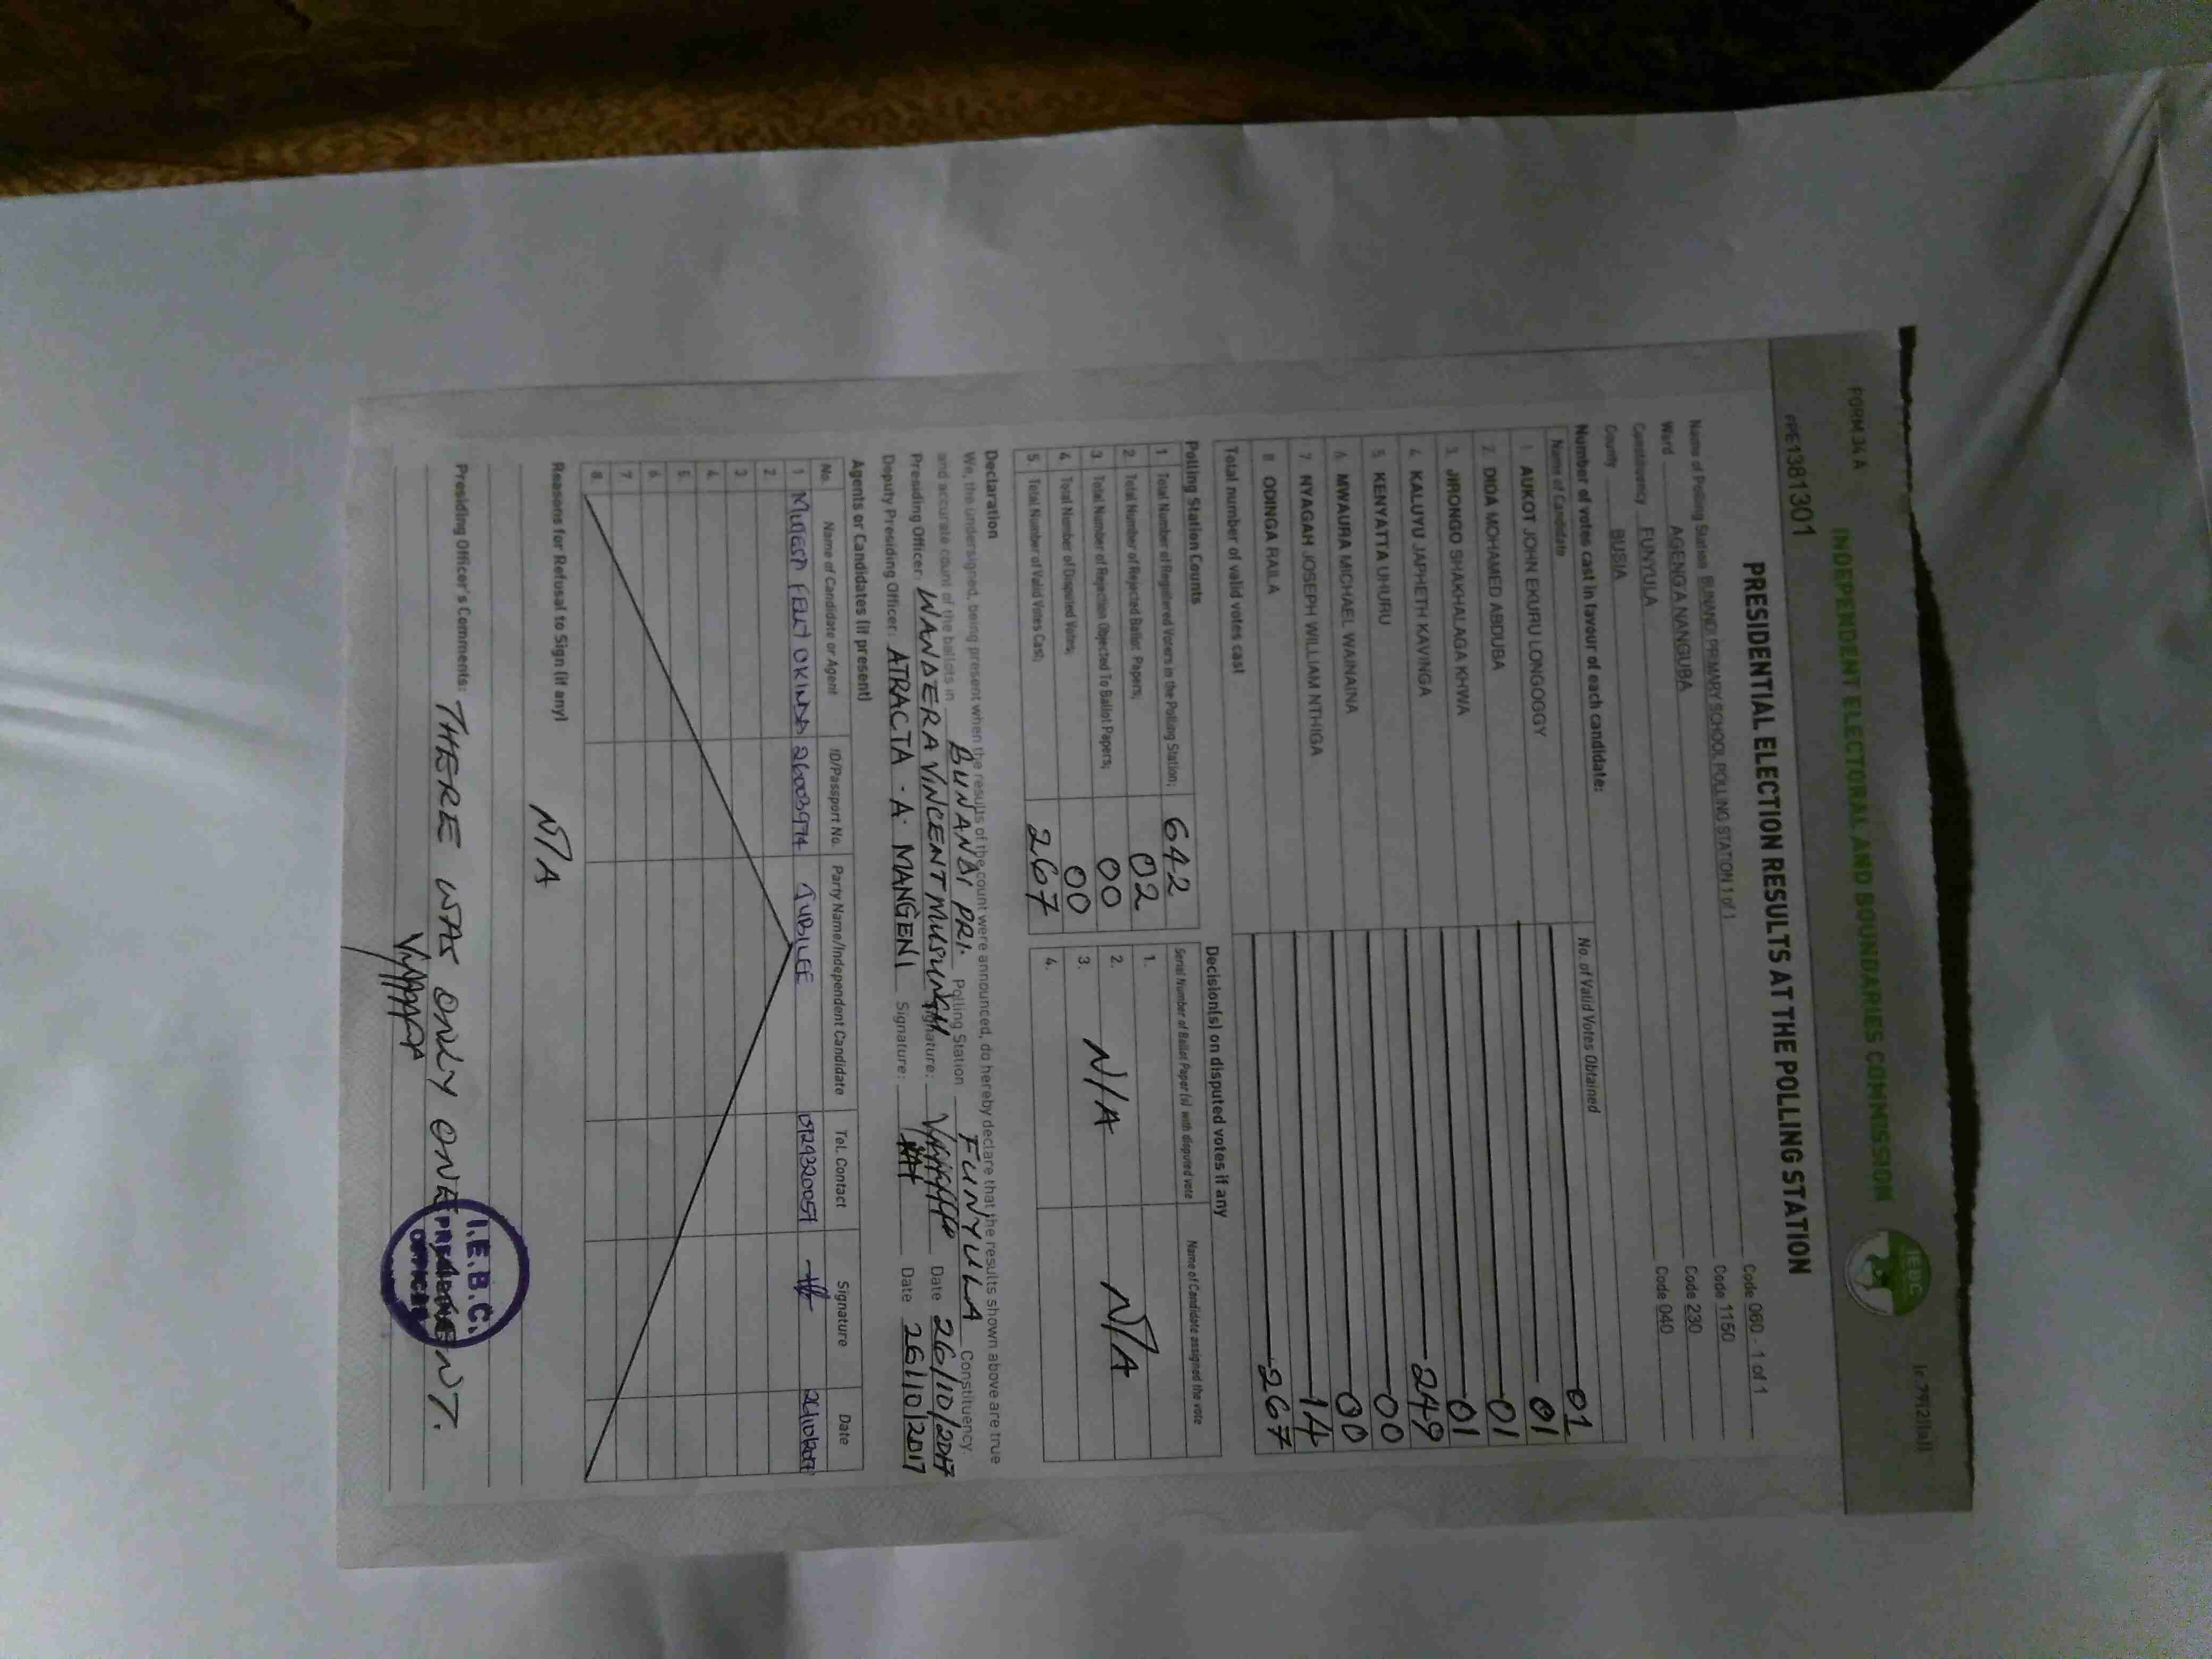 FORM 34 A
r.79(2)(a)
INDEPENDENT ELECTORAL AND BOUNDARIES COMMISSION
IEBC
PRESIDENTIAL ELECTION RESULTS AT THE POLLING STATION
Name of Polling Station BUNANDI PRIMARY SCHOOL POLLING STATION 1 of 1 Code 060 - 1 of 1
Ward AGENG'A NANGUBA Code 1150
Constituency FUNYULA Code 230
County BUSIA Code 040
Number of votes cast in favour of each candidate:
Name of Candidate No. of Valid Votes Obtained
1 AUKOT JOHN EKURU LONGOGGY 01
2. DIDA MOHAMED ABDUBA 01
3. JIRONGO SHAKHALAGA KHWA 01
4. KALUYU JAPHETH KAVINGA 01
5. KENYATTA UHURU 249
6 MWAURA MICHAEL WAINAINA 00
7 NYAGAH JOSEPH WILLIAM NTHIGA 00
8 ODINGA RAILA 14
Total number of valid votes cast 267
Polling Station Counts
1 Total Number of Registered Voters in the Polling Station; 642
2. Total Number of Rejected Ballot Papers; 02
3. Total Number of Rejection Objected To Ballot Papers; 00
4 Total Number of Disputed Votes; 00
5. Total Number of Valid Votes Cast; 267
Decision(s) on disputed votes if any
Serial Number of Ballot Paper (s) with disputed vote Name of Candidate assigned the vote
1.
2. N/A
3. N/A
4.
Declaration
We, the undersigned, being present when the results of the count were announced, do hereby declare that the results shown above are true
and accurate count of the ballots in BUNANDI PRI. Polling Station FUNYULA Constituency.
Presiding Officer: WANDERA VINCENT MUSUNGU Signature: Date 26/10/2017
Deputy Presiding Officer: ATRACTA - A. MANGENI Signature: Date 26/10/2017
Agents or Candidates (if present)
No. Name of Candidate or Agent ID/Passport No. Party Name/Independent Candidate Tel. Contact Signature Date
1 OKINDA 26003974 JUBILEE 26/10/2017
2.
3
4.
5.
6
7
8.
Reasons for Refusal to Sign (if any)
N/A
Presiding Officer's Comments: THERE WAS ONLY ONE AGENT.
I.E.B.C.
PRESIDING
OFFICER